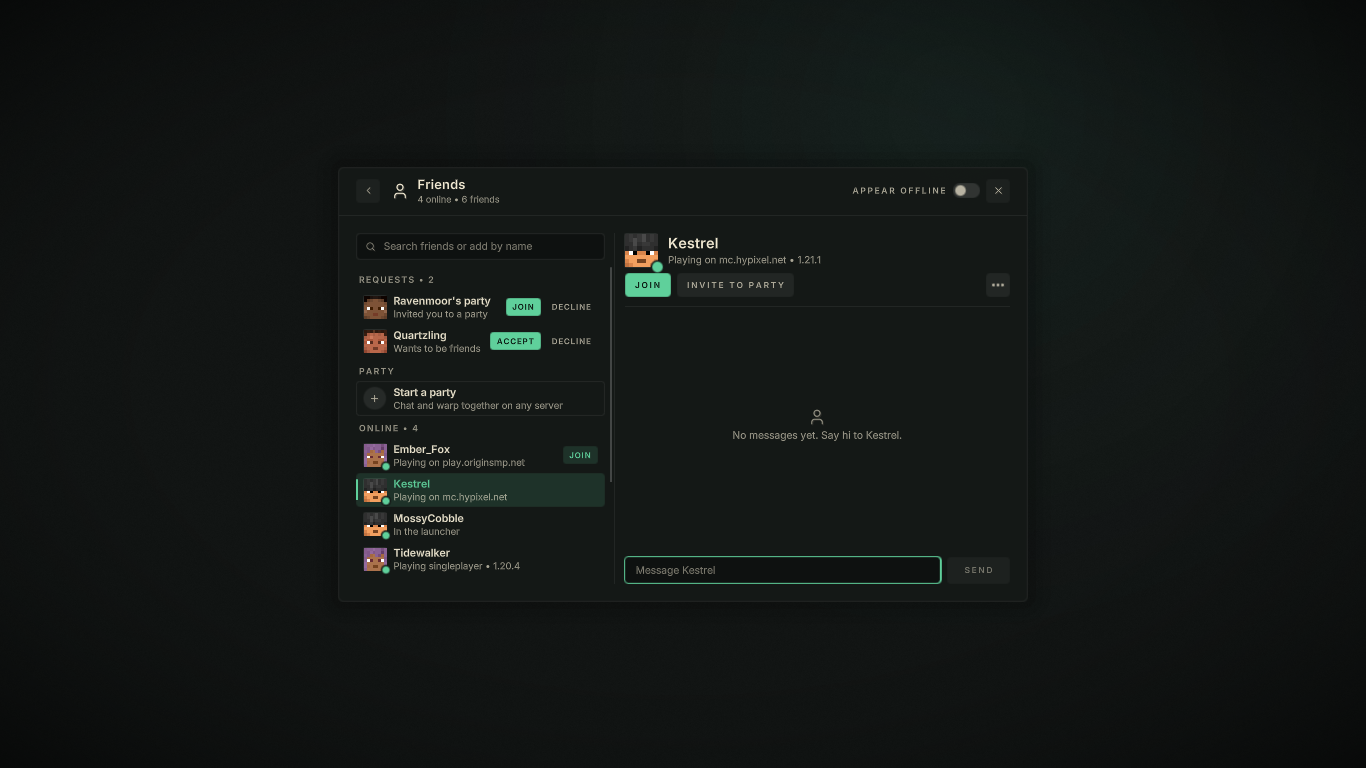 Friends
4 online • 6 friends
APPEAR OFFLINE
Search friends or add by name
REQUESTS • 2
Ravenmoor's party
Invited you to a party
JOIN
DECLINE
Quartzling
Wants to be friends
ACCEPT
DECLINE
PARTY
Start a party
Chat and warp together on any server
ONLINE • 4
Ember_Fox
Playing on play.originsmp.net
JOIN
Kestrel
Playing on mc.hypixel.net
MossyCobble
In the launcher
Tidewalker
Playing singleplayer • 1.20.4
Kestrel
Playing on mc.hypixel.net • 1.21.1
JOIN
INVITE TO PARTY
No messages yet. Say hi to Kestrel.
Message Kestrel
SEND